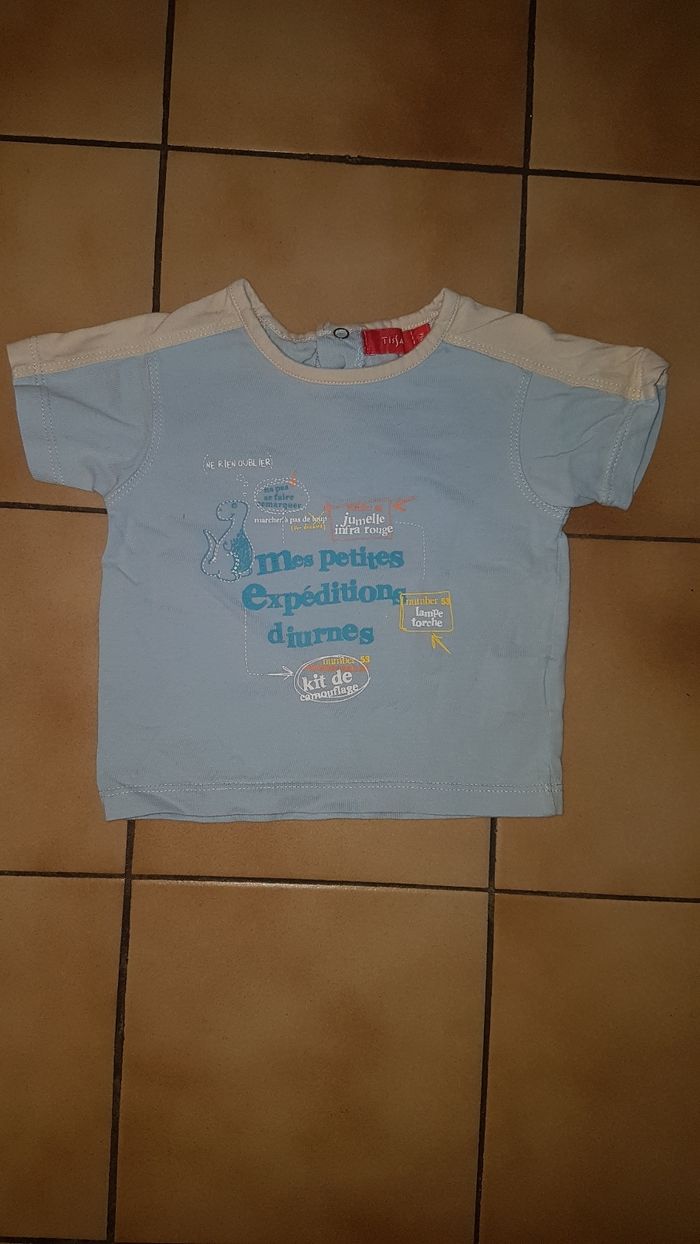 TISSA
(NE RIEN OUBLIER)
ne pas
se faire
remarquer
marcher à pas de loup
jumelle
infra rouge
mes petites
expéditions
diurnes
number 53
lampe
torche
number 53
kit de
camouflage